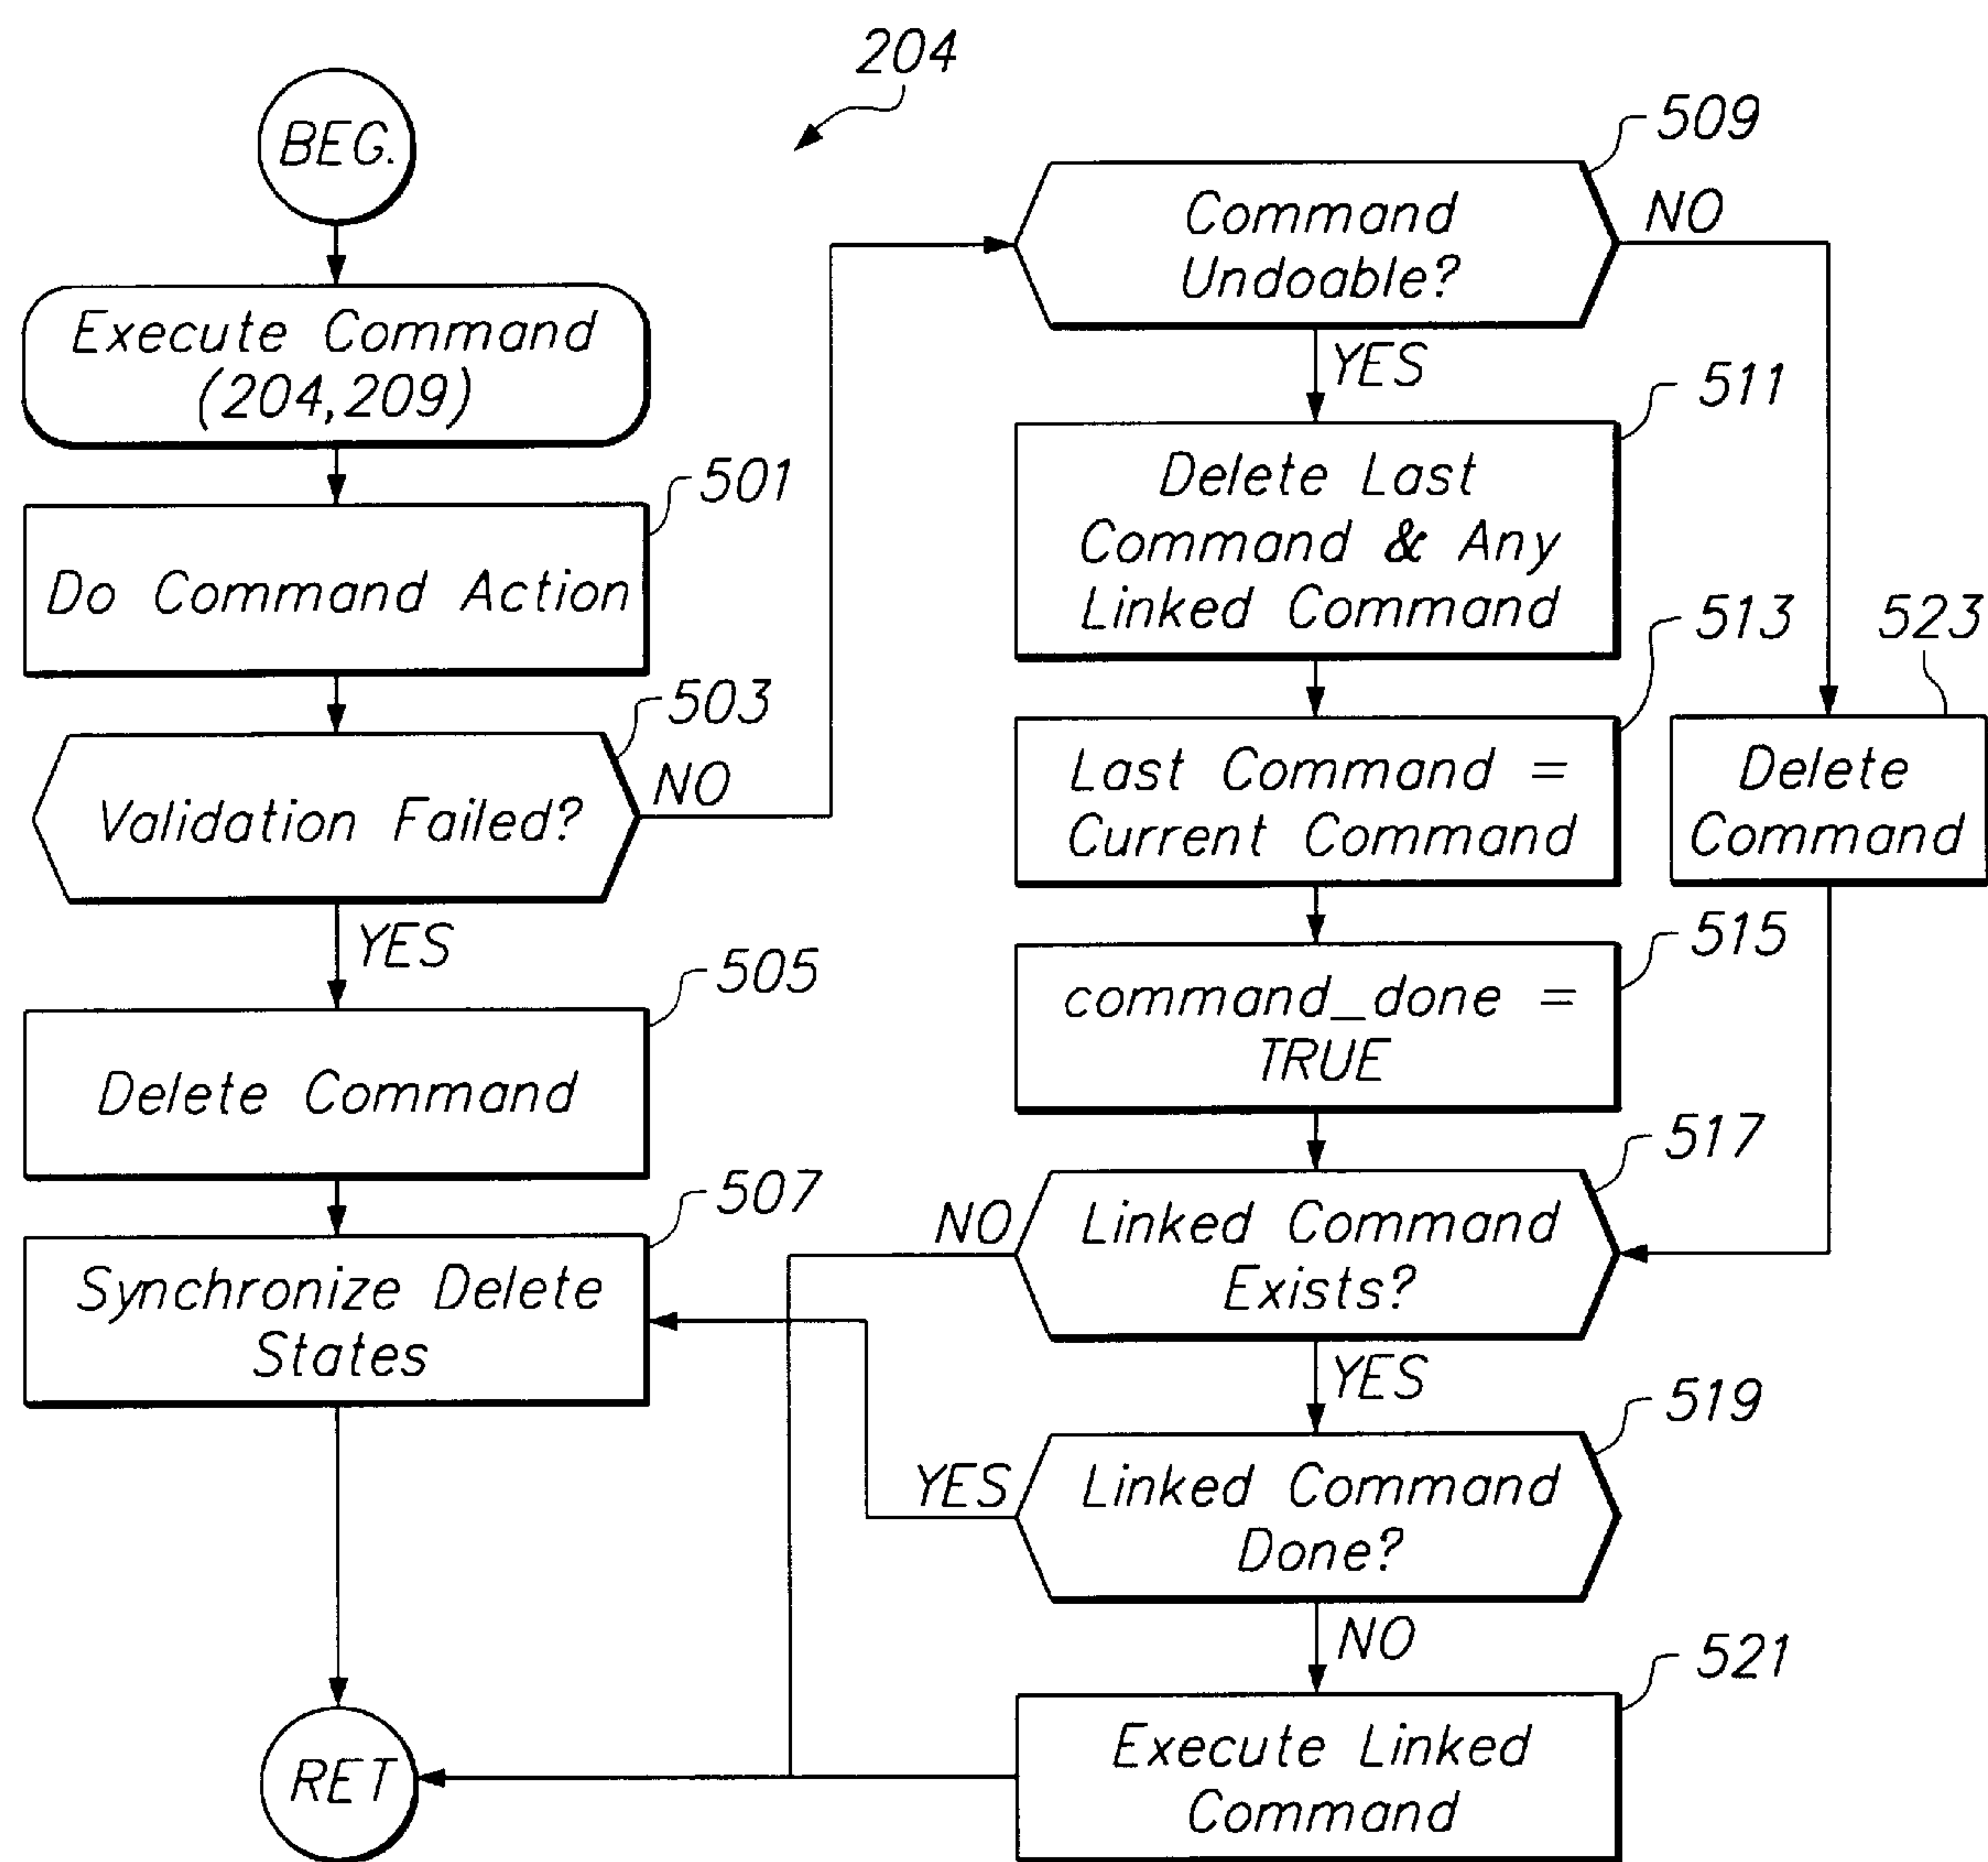 204
BEG.
Execute Command
(204,209)
501
Do Command Action
503
Validation Failed?
NO
YES
505
Delete Command
507
Synchronize Delete
States
RET
509
Command
Undoable?
NO
YES
511
Delete Last
Command & Any
Linked Command
513
Last Command =
Current Command
523
Delete
Command
515
command_done =
TRUE
517
Linked Command
Exists?
NO
YES
519
Linked Command
Done?
YES
NO
521
Execute Linked
Command